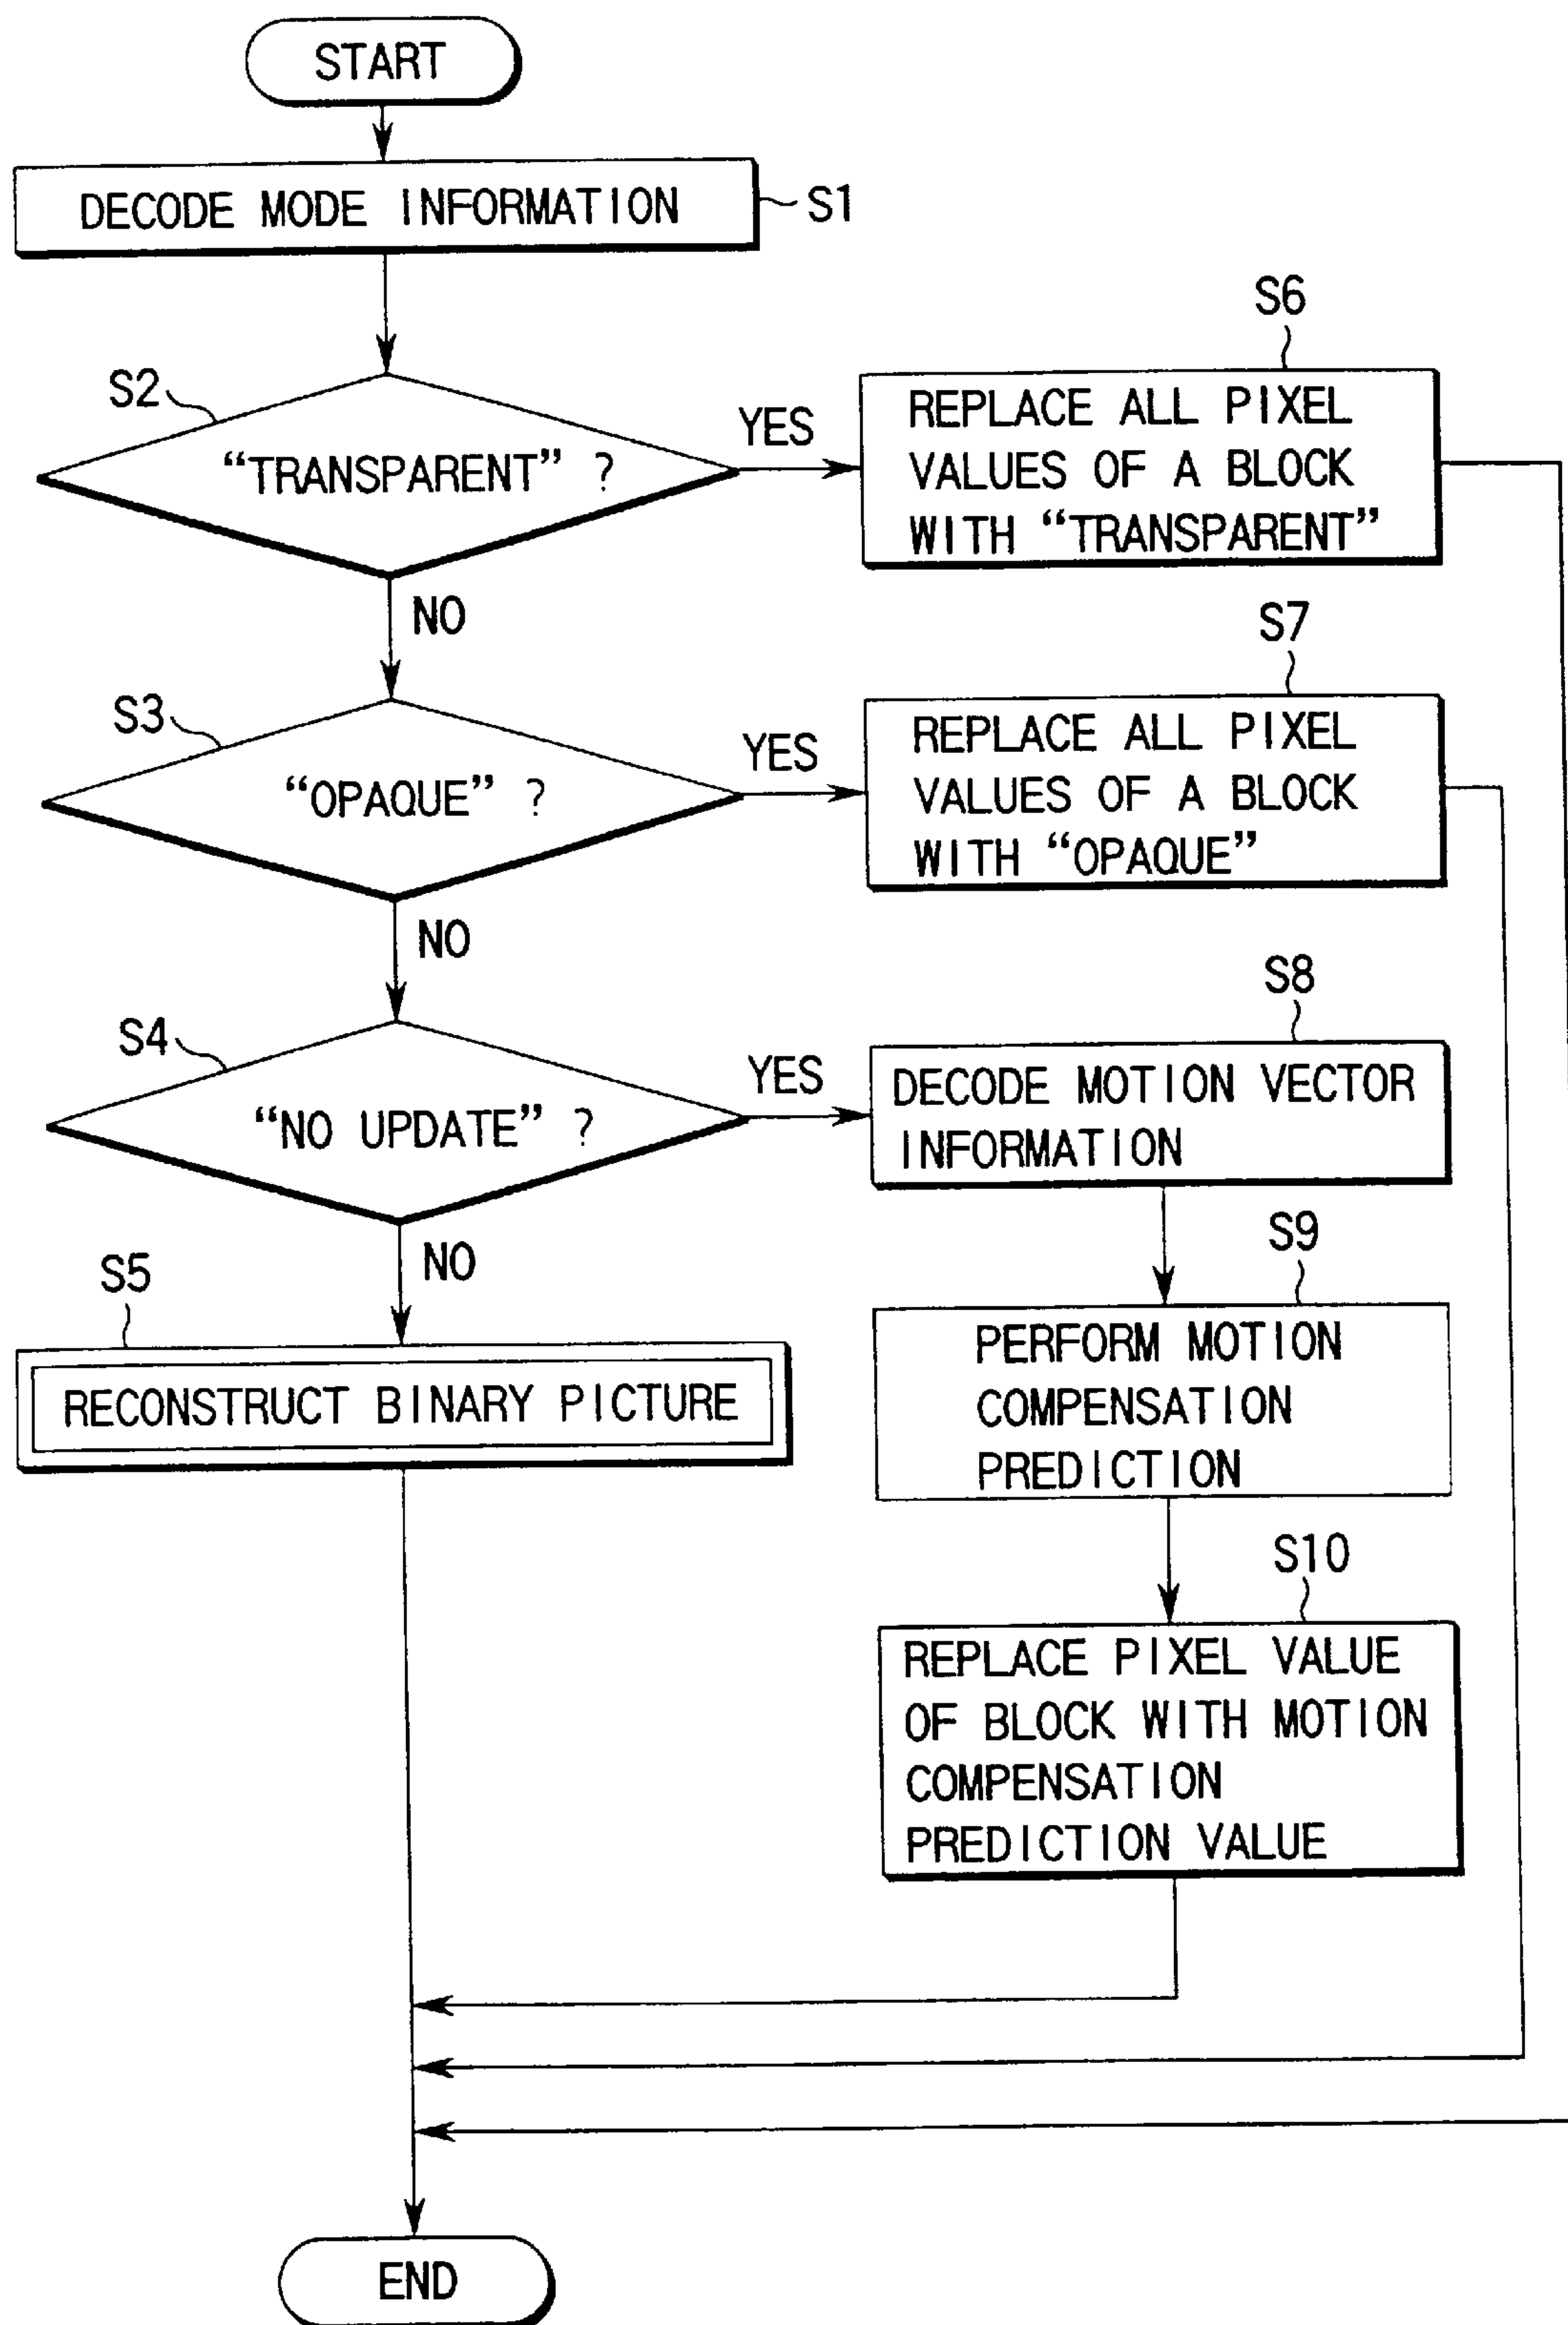 START
DECODE MODE INFORMATION
S1
S6
S2
"TRANSPARENT" ?
YES
REPLACE ALL PIXEL
VALUES OF A BLOCK
WITH "TRANSPARENT"
NO
S7
S3
"OPAQUE" ?
YES
REPLACE ALL PIXEL
VALUES OF A BLOCK
WITH "OPAQUE"
NO
S8
S4
"NO UPDATE" ?
YES
DECODE MOTION VECTOR
INFORMATION
NO
S9
S5
RECONSTRUCT BINARY PICTURE
PERFORM MOTION
COMPENSATION
PREDICTION
S10
REPLACE PIXEL VALUE
OF BLOCK WITH MOTION
COMPENSATION
PREDICTION VALUE
END